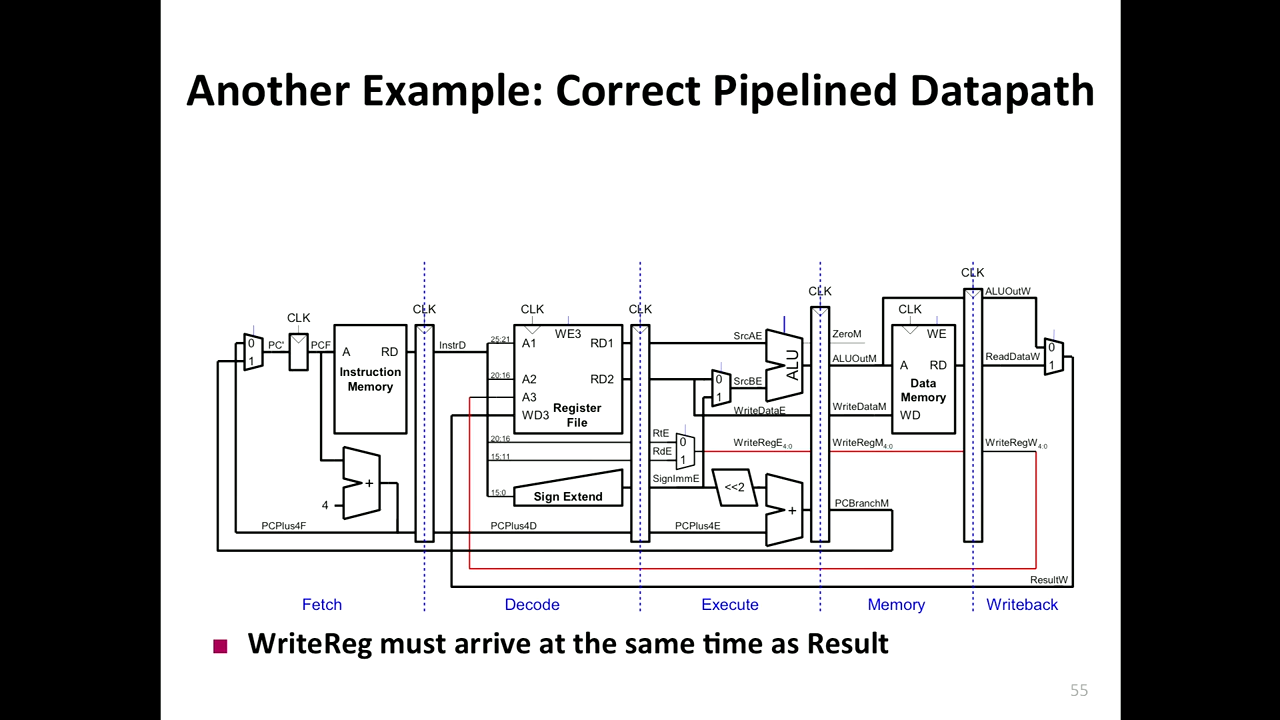 Another Example: Correct Pipelined Datapath
CLK
ALUOutW
CLK
CLK
CLK
CLK
CLK
CLK
0
1
PC'
PCF
A
RD
Instruction
Memory
InstrD
25:21
A1
WE3
RD1
20:16
A2
RD2
A3
WD3
Register
File
SrcAE
0
1
SrcBE
ALU
ZeroM
ALUOutM
WE
A
RD
Data
Memory
WD
ReadDataW
0
1
WriteDataE
WriteDataM
20:16
RtE
0
15:11
RdE
1
WriteRegE4:0
WriteRegM4:0
WriteRegW4:0
SignImmE
15:0
Sign Extend
<<2
+
4
+
PCBranchM
PCPlus4F
PCPlus4D
PCPlus4E
ResultW
Fetch
Decode
Execute
Memory
Writeback
WriteReg must arrive at the same time as Result
55